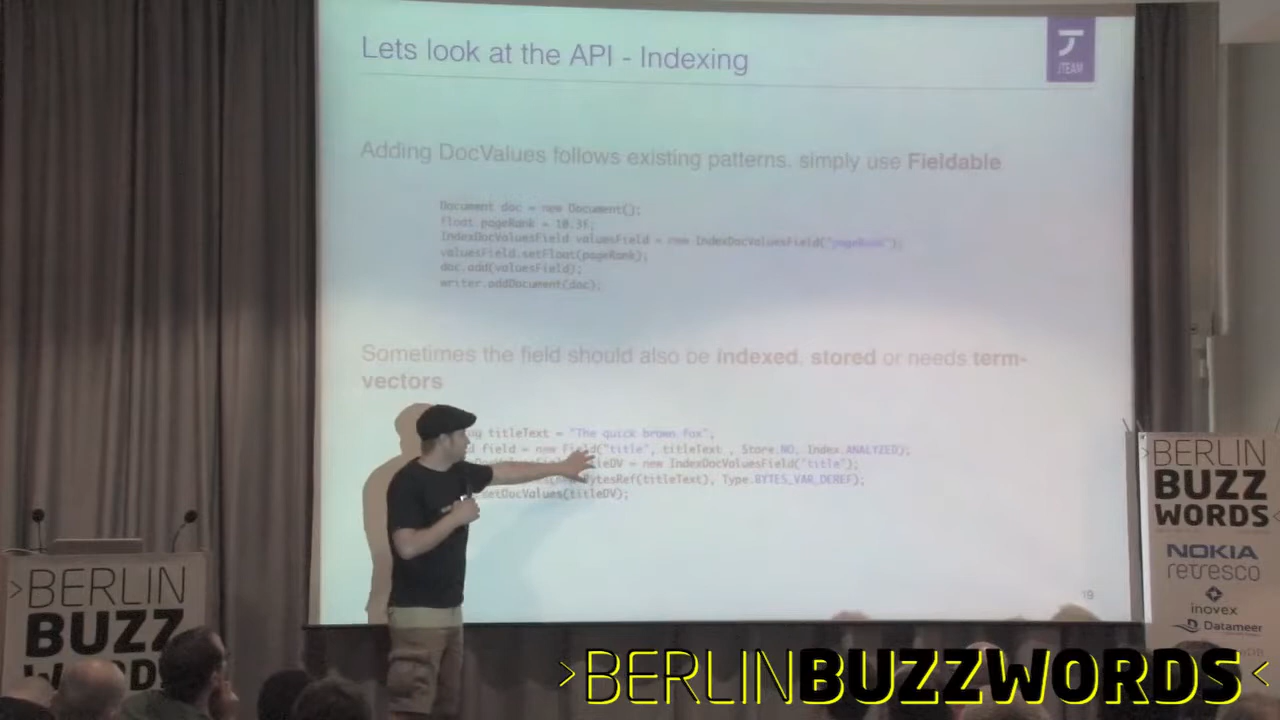 Lets look at the API - Indexing
JTEAM
Adding DocValues follows existing patterns, simply use Fieldable
Document doc = new Document();
float pageRank = 10.3f;
IndexDocValuesField valuesField = new IndexDocValuesField("pageRank");
valuesField.setFloat(pageRank);
doc.add(valuesField);
writer.addDocument(doc);
Sometimes the field should also be indexed, stored or needs term-
vectors
titleText = "The quick brown fox";
field = new Field("title", titleText , Store.NO, Index.ANALYZED);
= new IndexDocValuesField("title");
(titleText), Type.BYTES_VAR_DEREF);
(titleDV);
19
>BERLIN
BUZZ
WORDS
>BERLIN
BUZZ
WORDS
NOKIA
retresco
inovex
Datameer
>BERLINBUZZWORDS<